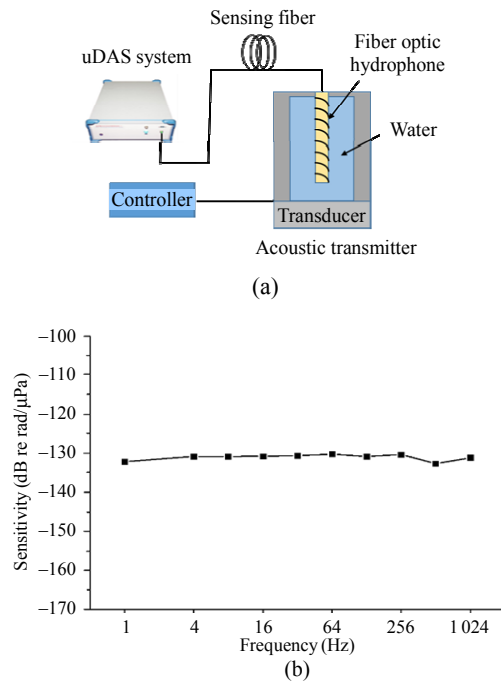 Sensing fiber
uDAS system
Fiber optic
hydrophone
Water
Controller
Transducer
Acoustic transmitter
(a)
−100
−110
−120
−130
−140
−150
−160
−170
Sensitivity (dB re rad/μPa)
1
4
16
64
256
1 024
Frequency (Hz)
(b)